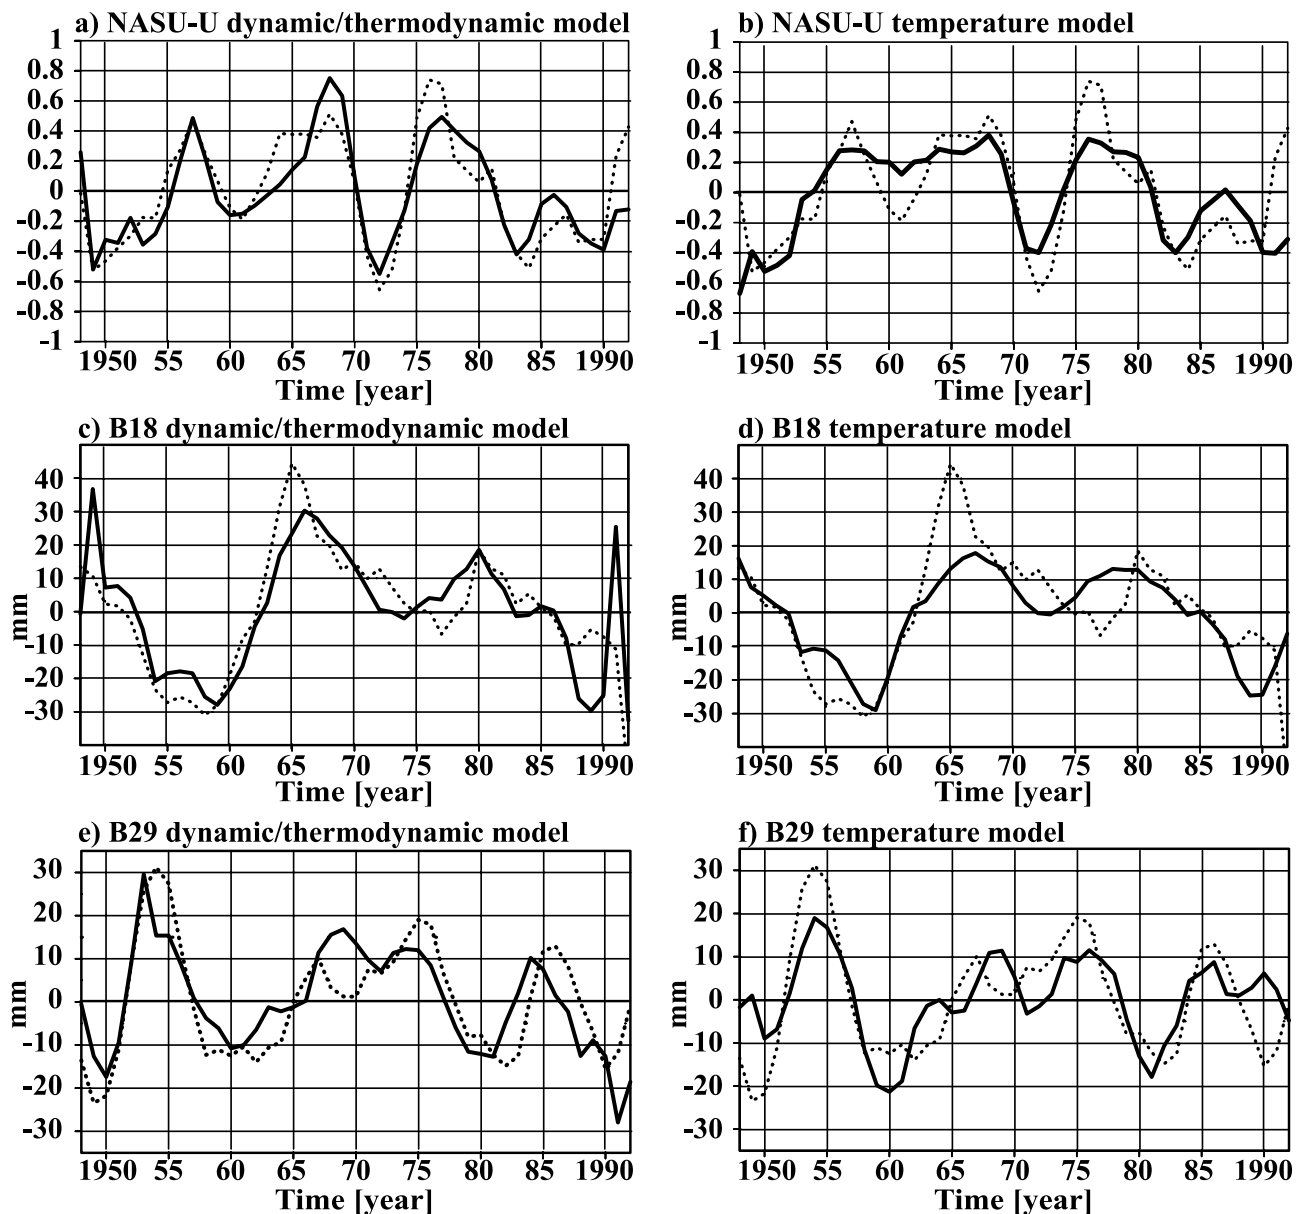 a) NASU-U dynamic/thermodynamic model
1
0.8
0.6
0.4
0.2
0
-0.2
-0.4
-0.6
-0.8
-1
1950 55 60 65 70 75 80 85 1990
Time [year]
b) NASU-U temperature model
1
0.8
0.6
0.4
0.2
0
-0.2
-0.4
-0.6
-0.8
-1
1950 55 60 65 70 75 80 85 1990
Time [year]
c) B18 dynamic/thermodynamic model
mm
40
30
20
10
0
-10
-20
-30
1950 55 60 65 70 75 80 85 1990
Time [year]
d) B18 temperature model
mm
40
30
20
10
0
-10
-20
-30
1950 55 60 65 70 75 80 85 1990
Time [year]
e) B29 dynamic/thermodynamic model
mm
30
20
10
0
-10
-20
-30
1950 55 60 65 70 75 80 85 1990
Time [year]
f) B29 temperature model
mm
30
20
10
0
-10
-20
-30
1950 55 60 65 70 75 80 85 1990
Time [year]